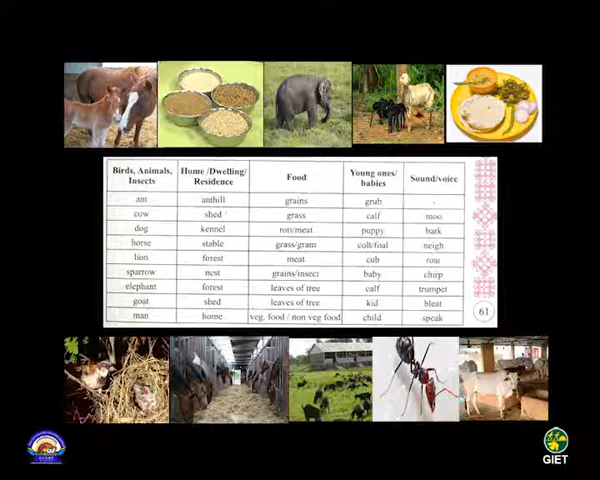 Birds, Animals, Insects Home /Dwelling/ Residence Food Young ones/ babies Sound/voice
ant anthill grains grub -
cow shed grass calf moo
dog kennel roti/meat puppy bark
horse stable grass/gram colt/foal neigh
lion forest meat cub roar
sparrow nest grains/insect baby chirp
elephant forest leaves of tree calf trumpet
goat shed leaves of tree kid bleat
man home veg. food / non veg food child speak
61
GIET